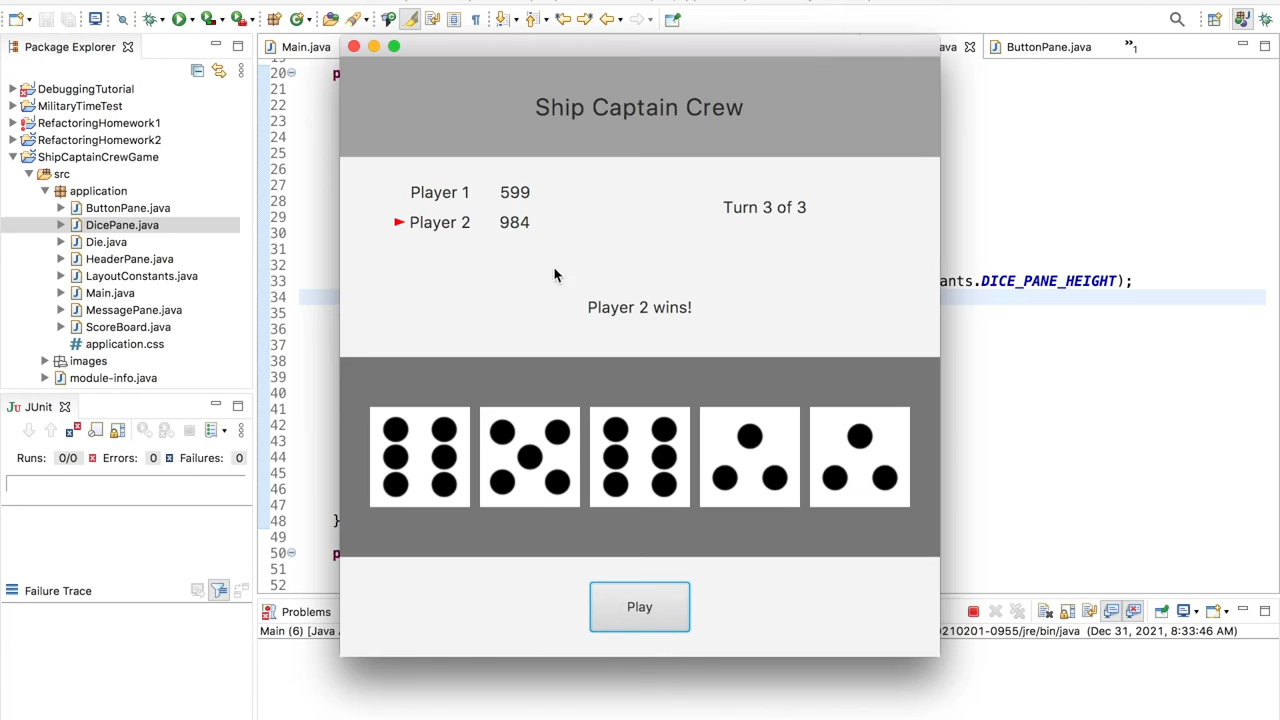 Package Explorer
Main.java
ava
ButtonPane.java
»1
DebuggingTutorial
MilitaryTimeTest
RefactoringHomework1
RefactoringHomework2
ShipCaptainCrewGame
src
application
ButtonPane.java
DicePane.java
Die.java
HeaderPane.java
LayoutConstants.java
Main.java
MessagePane.java
ScoreBoard.java
application.css
images
module-info.java
JUnit
Runs: 0/0 Errors: 0 Failures: 0
Failure Trace
19
20 p
21
22
23
24
25
26
27
28
29
30
31
32
33 ants.DICE_PANE_HEIGHT);
34
35
36
37
38
39
40
41
42
43
44
45
46
47
48 }
49
50 p
51
52
Ship Captain Crew
Player 1 599
Player 2 984
Turn 3 of 3
Player 2 wins!
Play
Problems
Main (6) [Java
0210201-0955/jre/bin/java (Dec 31, 2021, 8:33:46 AM)